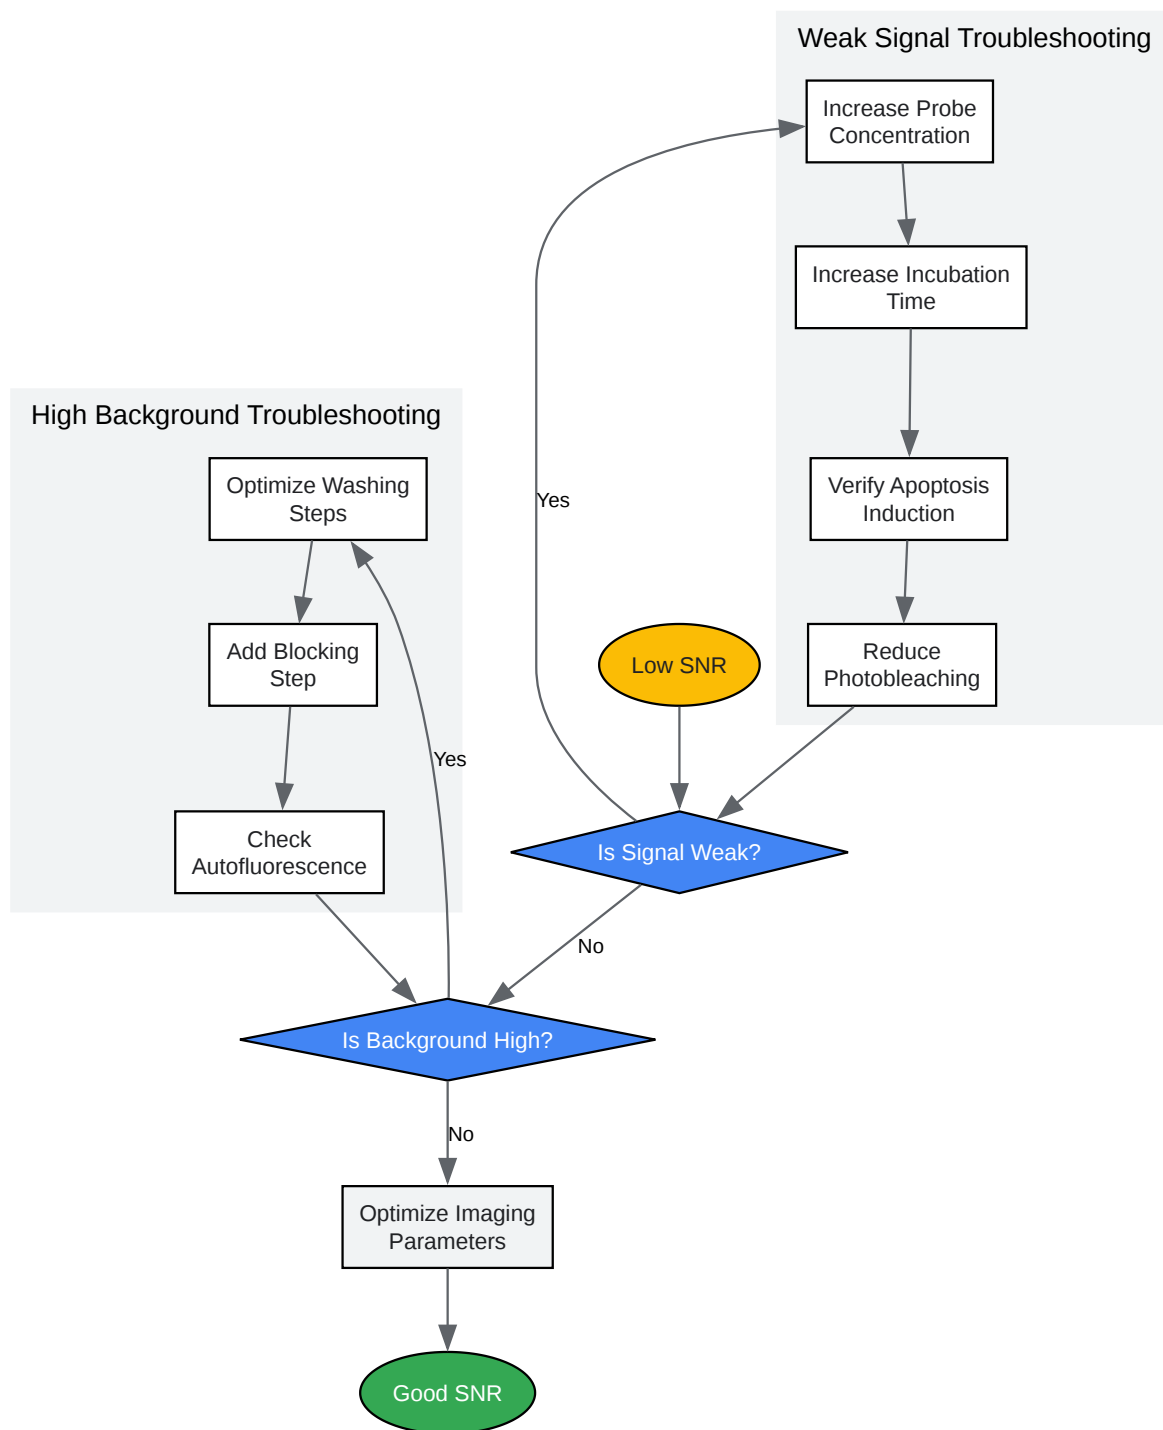 Weak Signal Troubleshooting
Increase Probe
Concentration
Increase Incubation
Time
Verify Apoptosis
Induction
Reduce
Photobleaching
High Background Troubleshooting
Optimize Washing
Steps
Add Blocking
Step
Check
Autofluorescence
Yes
Yes
Low SNR
Is Signal Weak?
No
Is Background High?
No
Optimize Imaging
Parameters
Good SNR